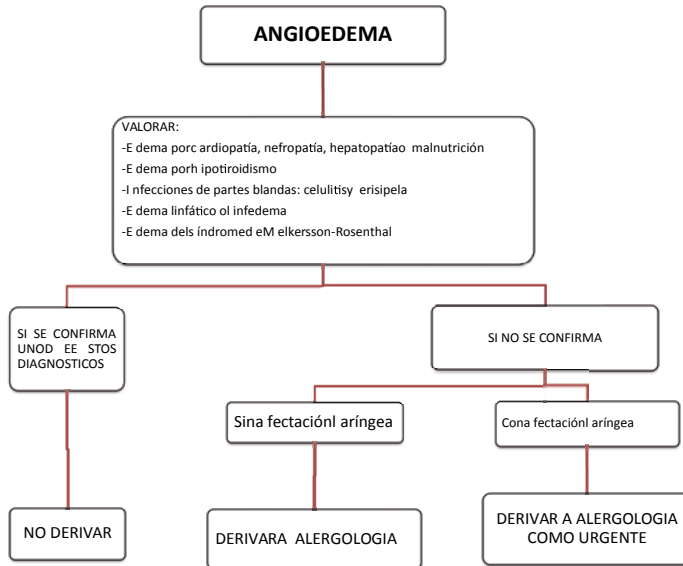 ANGIOEDEMA
VALORAR:
-E dema porc ardiopatía, nefropatía, hepatopatíao malnutrición
-E dema porh ipotiroidismo
-I nfecciones de partes blandas: celulitisy erisipela
-E dema linfático ol infedema
-E dema dels índromed eM elkersson-Rosenthal
SI SE CONFIRMA
UNOD EE STOS
DIAGNOSTICOS
SI NO SE CONFIRMA
Sina fectaciónl aríngea
Cona fectaciónl aríngea
NO DERIVAR
DERIVARA ALERGOLOGIA
DERIVAR A ALERGOLOGIA
COMO URGENTE